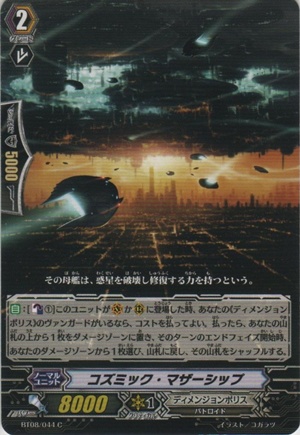 2
シールド
5000
その母艦は、惑星を破壊し修復する力を持つという。
自:[①]このユニットがⓋかⓇに登場した時、あなたの《ディメンジョン
ポリス》のヴァンガードがいるなら、コストを払ってよい。払ったら、あなたの山
札の上から1枚をダメージゾーンに置き、そのターンのエンドフェイズ開始時、あな
たのダメージゾーンから1枚選び、山札に戻し、その山札をシャッフルする。
ノーマル
ユニット
コズミック・マザーシップ
8000
1
ディメンジョンポリス
バトロイド
BT08/044 C
イラスト/コガラツ